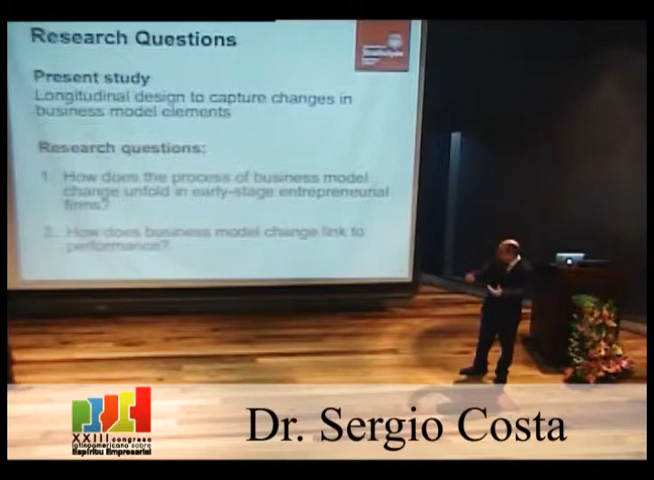 Research Questions
Present study
Longitudinal design to capture changes in
business model elements
Research questions:
1. How does the process of business model
change unfold in early-stage entrepreneurial
firms?
2. How does business model change link to
performance?
XXIII congreso
latinoamericano sobre
Espíritu Empresarial
Dr. Sergio Costa